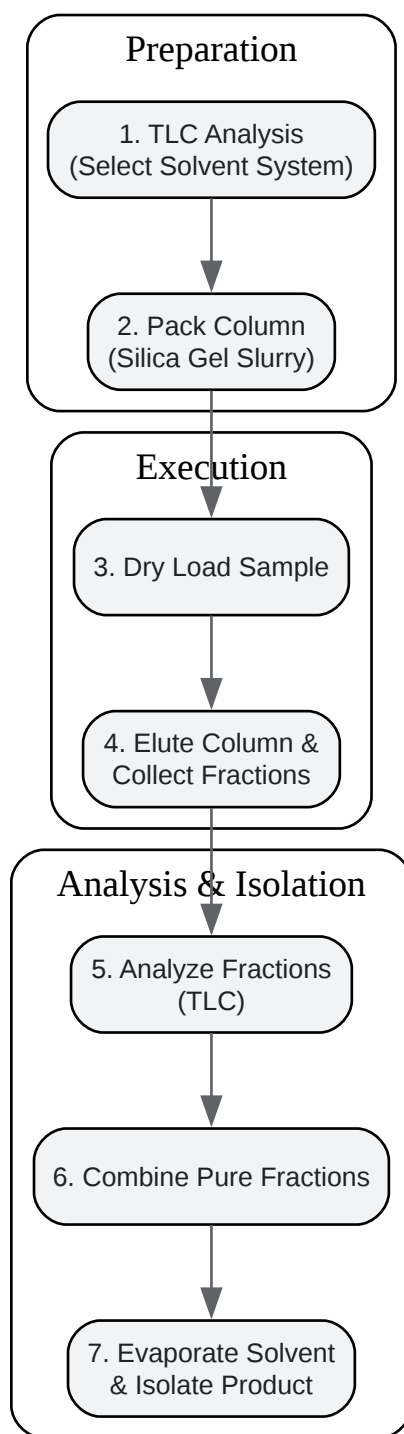 Preparation
1. TLC Analysis
(Select Solvent System)
2. Pack Column
(Silica Gel Slurry)
Execution
3. Dry Load Sample
4. Elute Column &
Collect Fractions
Analysis & Isolation
5. Analyze Fractions
(TLC)
6. Combine Pure Fractions
7. Evaporate Solvent
& Isolate Product